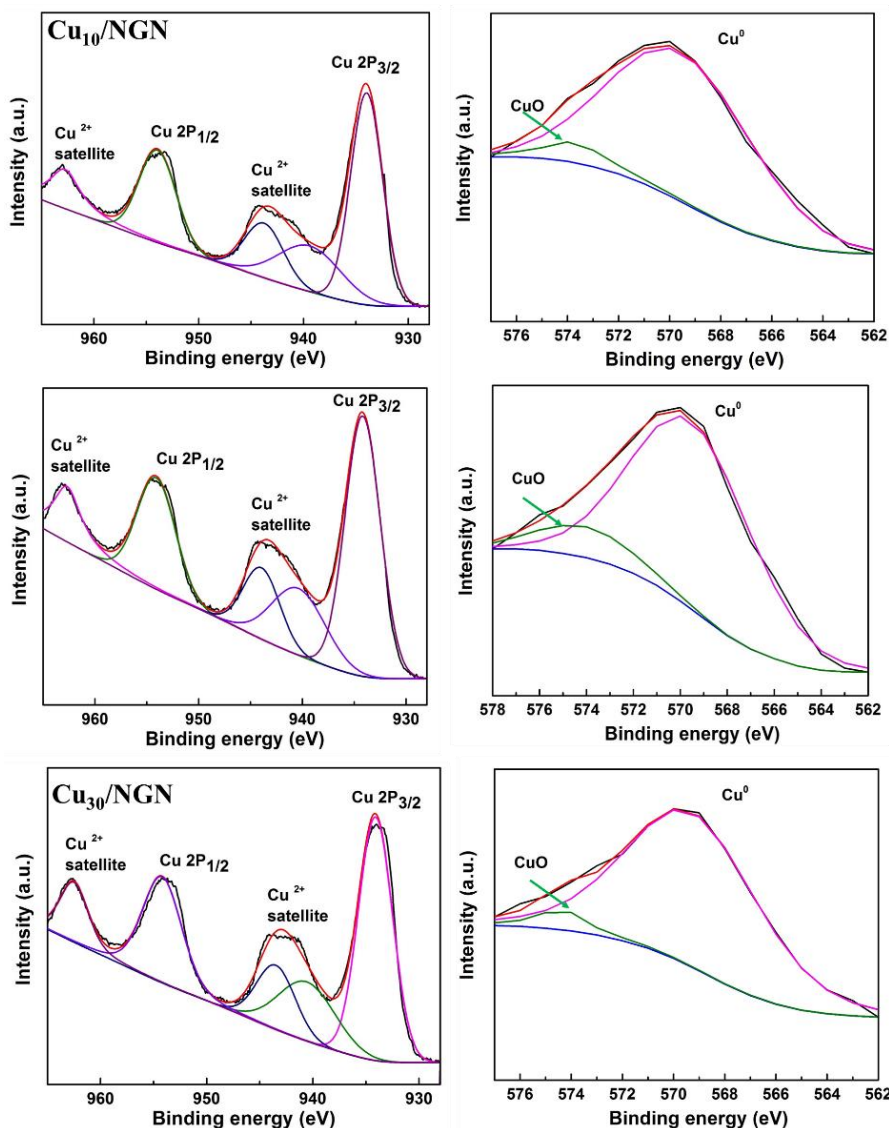 Cu10/NGN
Cu 2P3/2
Cu 2+
satellite
Cu 2P1/2
Cu 2+
satellite
Intensity (a.u.)
960 950 940 930
Binding energy (eV)
Cu0
CuO
Intensity (a.u.)
576 574 572 570 568 566 564 562
Binding energy (eV)
Cu 2P3/2
Cu 2+
satellite
Cu 2P1/2
Cu 2+
satellite
Intensity (a.u.)
960 950 940 930
Binding energy (eV)
Cu0
CuO
Intensity (a.u.)
578 576 574 572 570 568 566 564 562
Binding energy (eV)
Cu30/NGN
Cu 2P3/2
Cu 2+
satellite
Cu 2P1/2
Cu 2+
satellite
Intensity (a.u.)
960 950 940 930
Binding energy (eV)
Cu0
CuO
Intensity (a.u.)
576 574 572 570 568 566 564 562
Binding energy (eV)